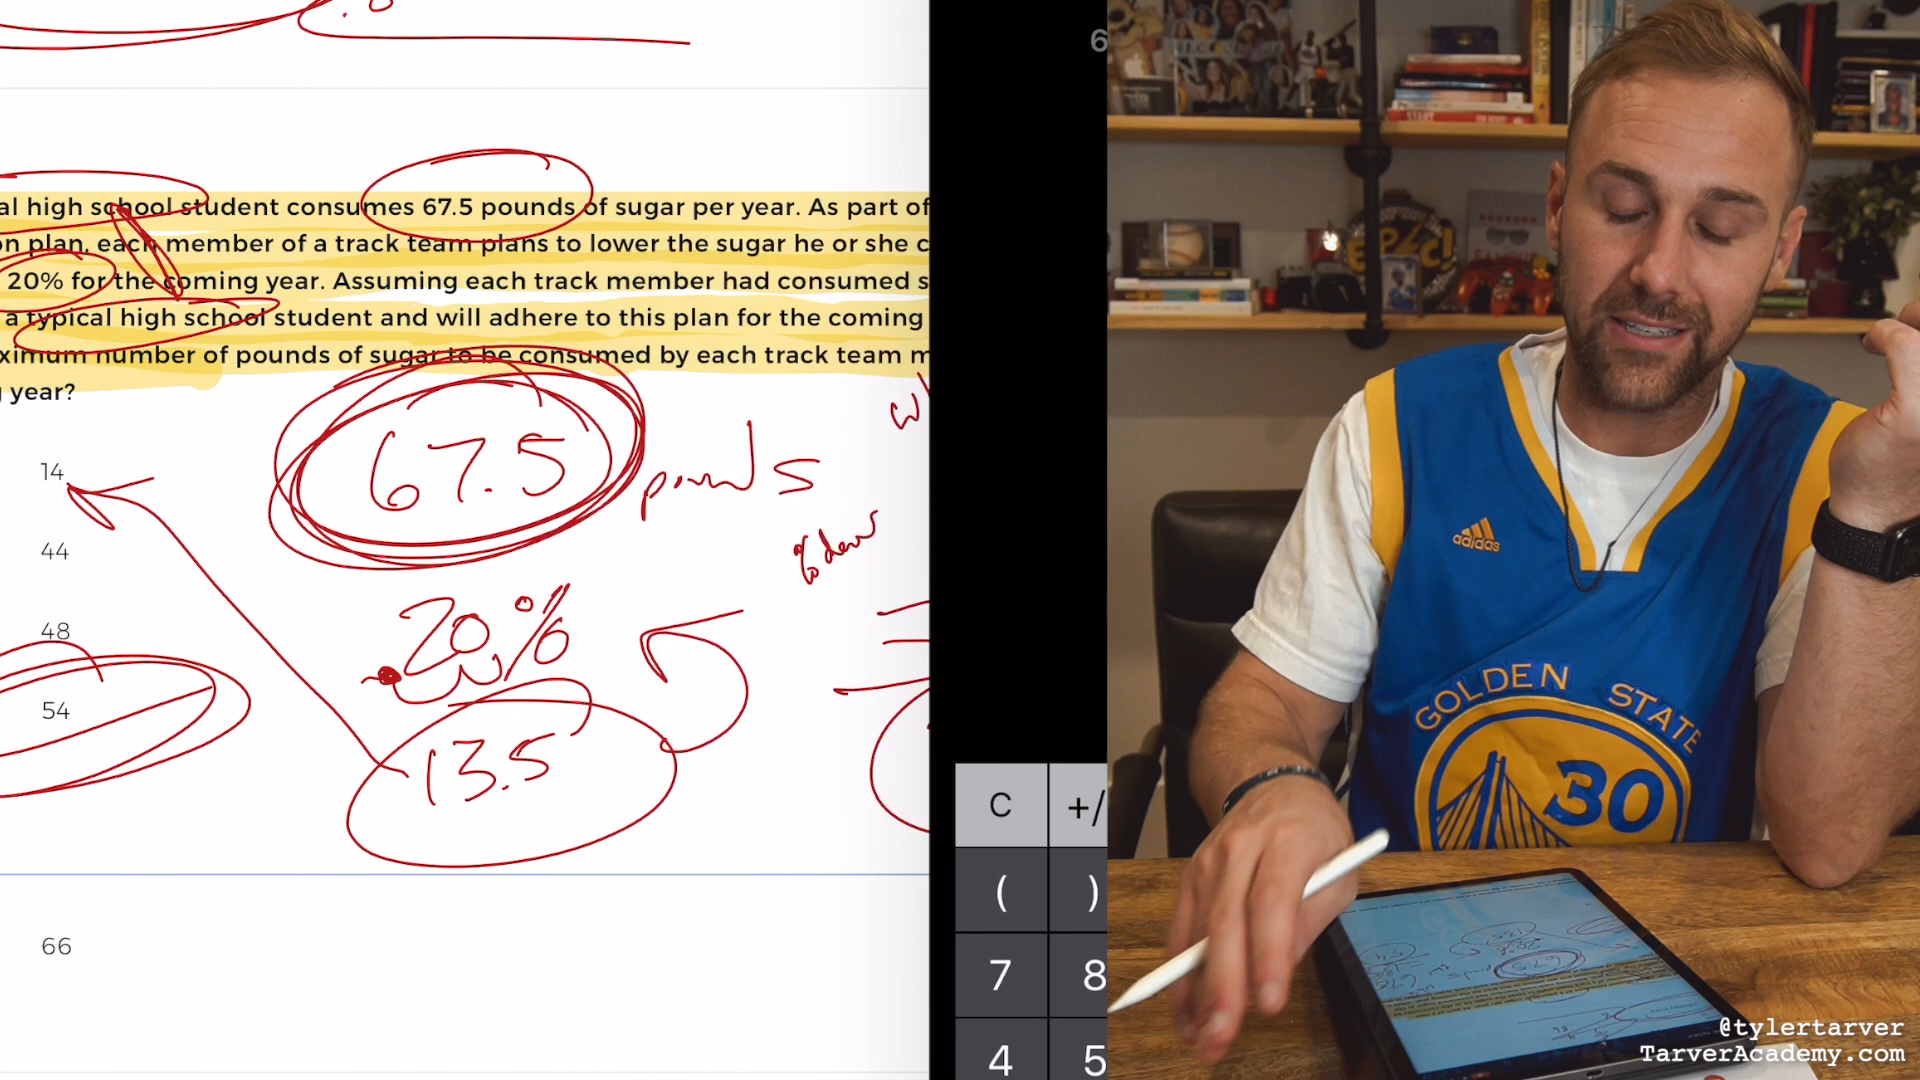 6
al high school student consumes 67.5 pounds of sugar per year. As part of
on plan, each member of a track team plans to lower the sugar he or she c
20% for the coming year. Assuming each track member had consumed s
a typical high school student and will adhere to this plan for the coming
ximum number of pounds of sugar to be consumed by each track team m
year?
14
44
48
54
66
67.5 pounds
20%
13.5
C +/
( )
7 8
4 5
EPIC!
START
adidas
GOLDEN STATE
30
@tylertarver
TarverAcademy.com